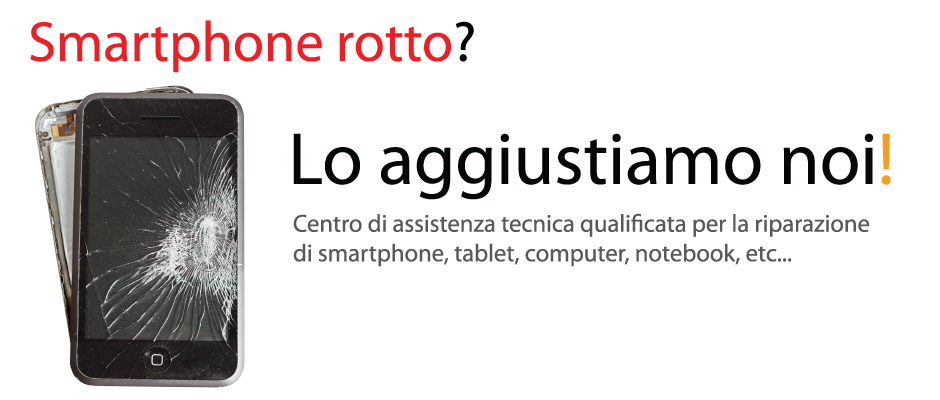 Smartphone rotto?
Lo aggiustiamo noi!
Centro di assistenza tecnica qualificata per la riparazione
di smartphone, tablet, computer, notebook, etc...